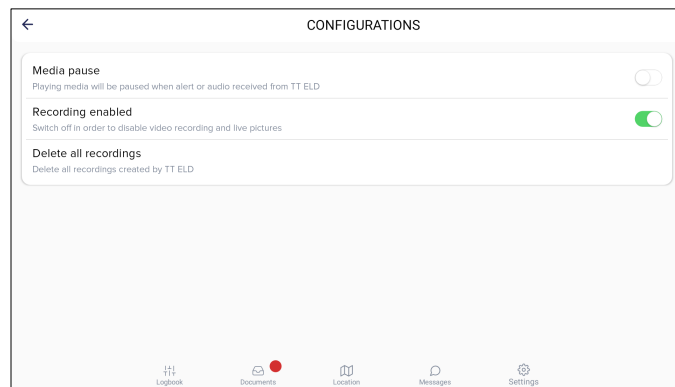 CONFIGURATIONS
Media pause
Playing media will be paused when alert or audio received from TT ELD
Recording enabled
Switch off in order to disable video recording and live pictures
Delete all recordings
Delete all recordings created by TT ELD
Logbook
Documents
Location
Messages
Settings